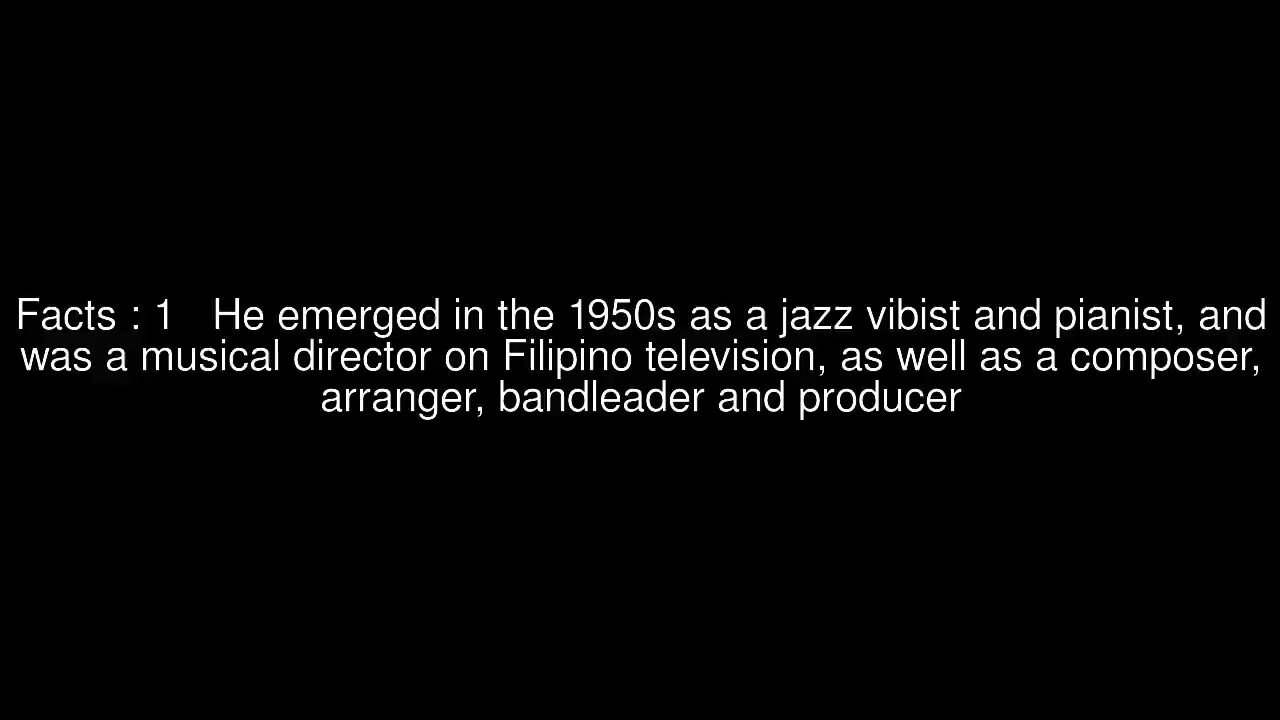 Facts : 1   He emerged in the 1950s as a jazz vibist and pianist, and
was a musical director on Filipino television, as well as a composer,
arranger, bandleader and producer